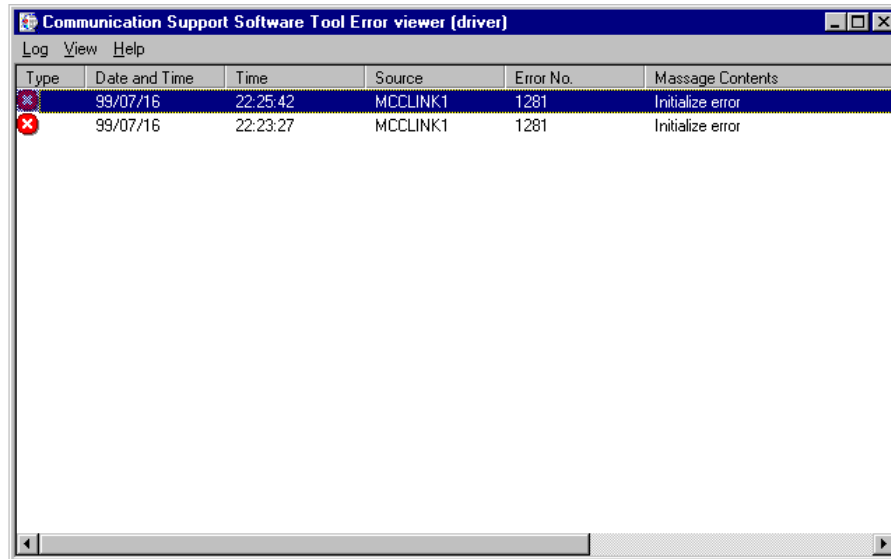 Communication Support Software Tool Error viewer (driver)
Log View Help
Type Date and Time Time Source Error No. Massage Contents
99/07/16 22:25:42 MCCLINK1 1281 Initialize error
99/07/16 22:23:27 MCCLINK1 1281 Initialize error